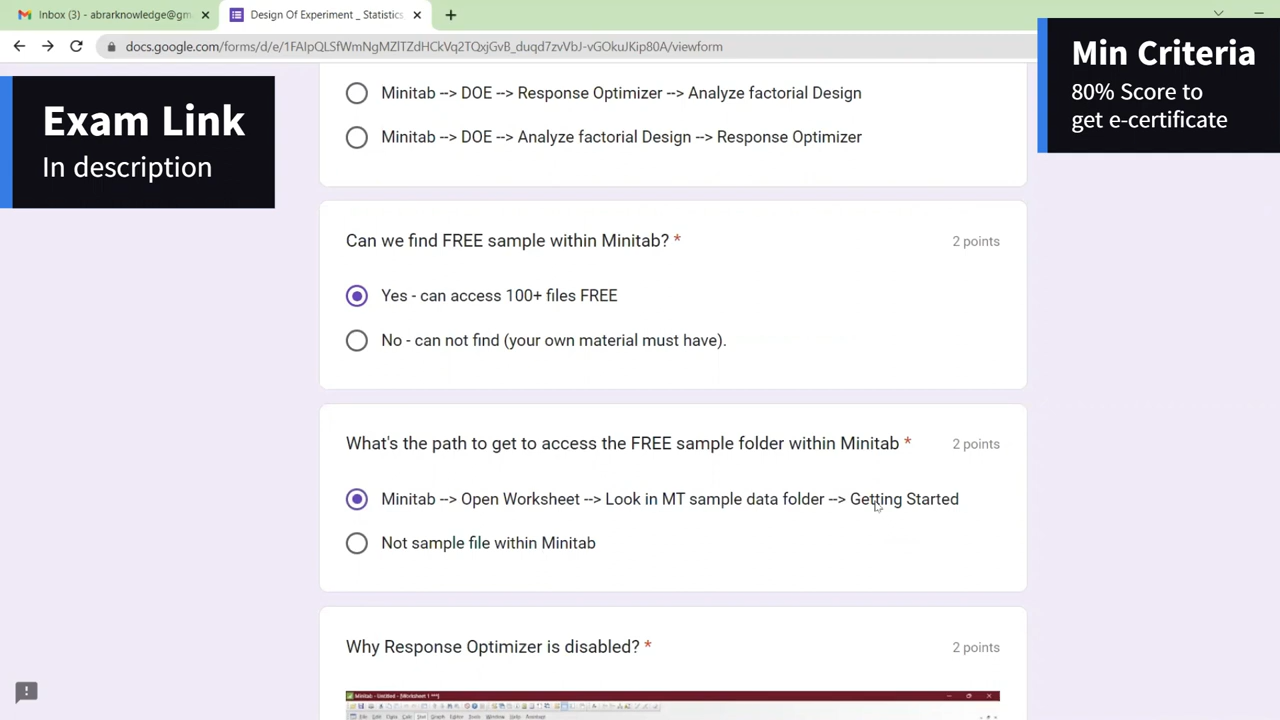 Inbox (3) - abrarknowledge@gm
Design Of Experiment _ Statistics
docs.google.com/forms/d/e/1FAIpQLSfWmNgMZlTZdHCkVq2TQxjGvB_duqd7zvVbJ-vGOkuJKip80A/viewform
Min Criteria
80% Score to
get e-certificate
Exam Link
In description
Minitab --> DOE --> Response Optimizer --> Analyze factorial Design
Minitab --> DOE --> Analyze factorial Design --> Response Optimizer
Can we find FREE sample within Minitab? *
2 points
Yes - can access 100+ files FREE
No - can not find (your own material must have).
What's the path to get to access the FREE sample folder within Minitab *
2 points
Minitab --> Open Worksheet --> Look in MT sample data folder --> Getting Started
Not sample file within Minitab
Why Response Optimizer is disabled? *
2 points
Minitab - Untitled - [Worksheet 1 ***]